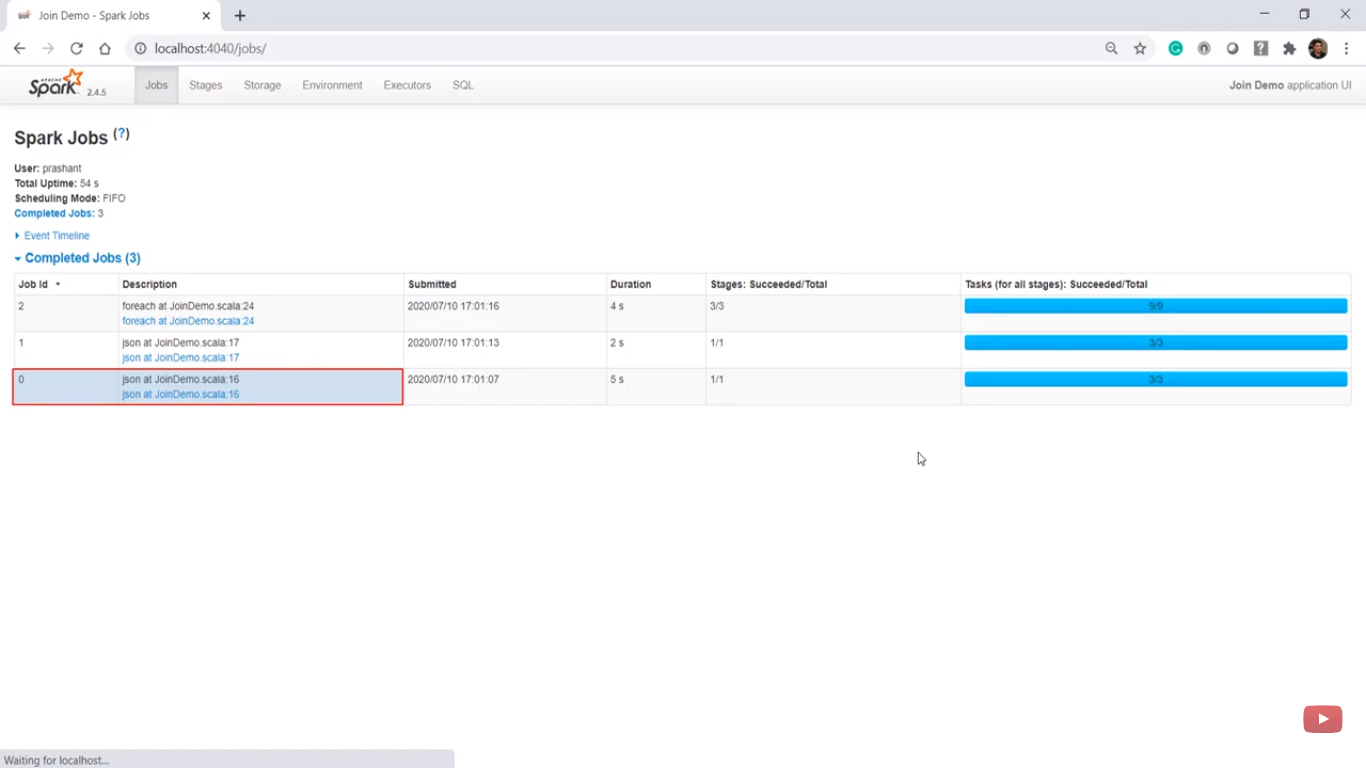 Join Demo - Spark Jobs
localhost:4040/jobs/
APACHE
Spark 2.4.5 Jobs Stages Storage Environment Executors SQL Join Demo application UI
Spark Jobs (?)
User: prashant
Total Uptime: 54 s
Scheduling Mode: FIFO
Completed Jobs: 3
Event Timeline
Completed Jobs (3)
Job Id Description Submitted Duration Stages: Succeeded/Total Tasks (for all stages): Succeeded/Total
2 foreach at JoinDemo.scala:24 2020/07/10 17:01:16 4 s 3/3 9/9
foreach at JoinDemo.scala:24
1 json at JoinDemo.scala:17 2020/07/10 17:01:13 2 s 1/1 3/3
json at JoinDemo.scala:17
0 json at JoinDemo.scala:16 2020/07/10 17:01:07 5 s 1/1 3/3
json at JoinDemo.scala:16
Waiting for localhost...